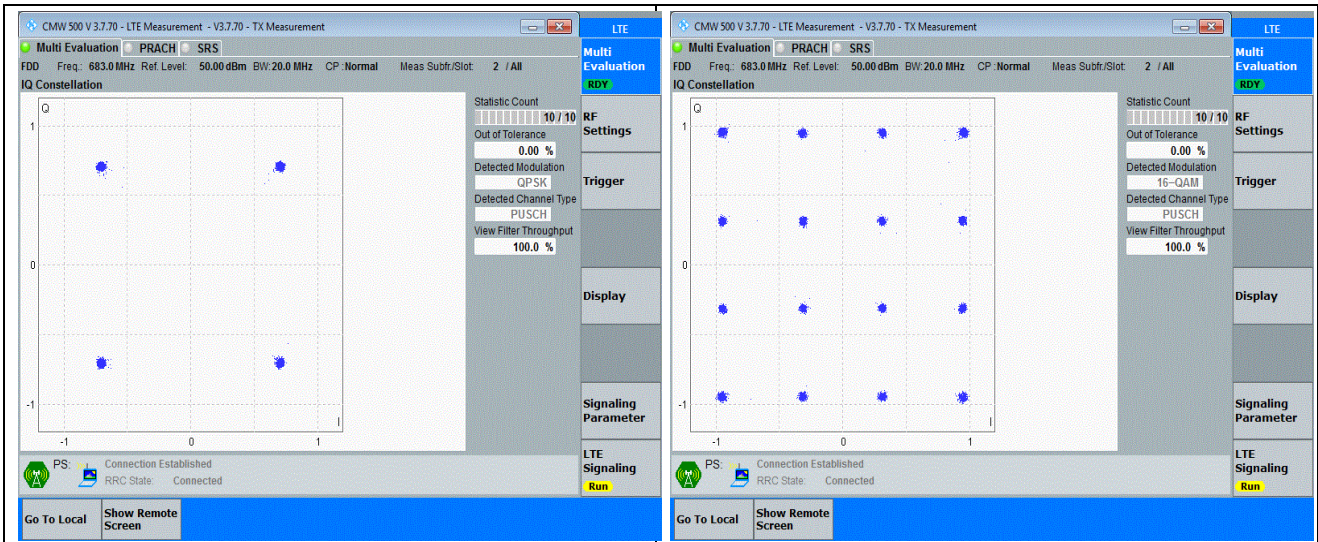 CMW 500 V 3.7.70 - LTE Measurement - V3.7.70 - TX Measurement
LTE
Multi Evaluation PRACH SRS
Multi
Evaluation
RDY
FDD Freq.: 683.0 MHz Ref. Level: 50.00 dBm BW: 20.0 MHz CP : Normal Meas Subfr./Slot: 2 / All
IQ Constellation
Q
1
0
-1
-1 0 1
I
Statistic Count
10 / 10
Out of Tolerance
0.00 %
Detected Modulation
QPSK
Detected Channel Type
PUSCH
View Filter Throughput
100.0 %
RF
Settings
Trigger
Display
Signaling
Parameter
LTE
Signaling
Run
PS: Connection Established
RRC State: Connected
Go To Local
Show Remote
Screen
CMW 500 V 3.7.70 - LTE Measurement - V3.7.70 - TX Measurement
LTE
Multi Evaluation PRACH SRS
Multi
Evaluation
RDY
FDD Freq.: 683.0 MHz Ref. Level: 50.00 dBm BW: 20.0 MHz CP : Normal Meas Subfr./Slot: 2 / All
IQ Constellation
Q
1
0
-1
-1 0 1
I
Statistic Count
10 / 10
Out of Tolerance
0.00 %
Detected Modulation
16-QAM
Detected Channel Type
PUSCH
View Filter Throughput
100.0 %
RF
Settings
Trigger
Display
Signaling
Parameter
LTE
Signaling
Run
PS: Connection Established
RRC State: Connected
Go To Local
Show Remote
Screen